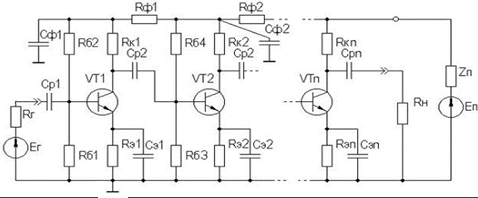 Rф1 Rф2
Cф1 Rб2 Rк1 Cр2 Rб4 Rк2 Cф2 Cр2 Rкп Cрп
Zп
Cр1 VT1 VT2 VTп Rн Eп
Rг
Eг Rб1 Rэ1 Cэ1 Rб3 Rэ2 Cэ2 Rэп Cэп